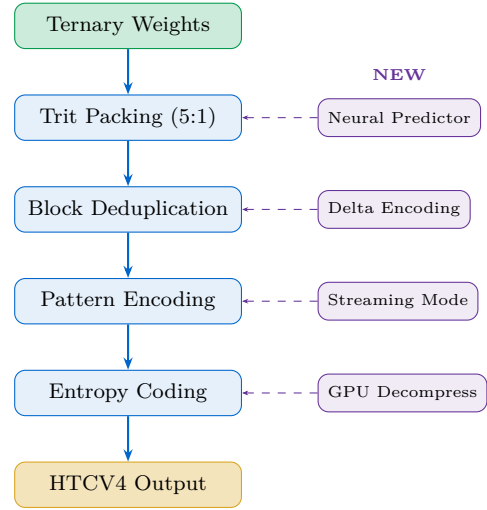 Ternary Weights
NEW
Trit Packing (5:1)
Neural Predictor
Block Deduplication
Delta Encoding
Pattern Encoding
Streaming Mode
Entropy Coding
GPU Decompress
HTCV4 Output